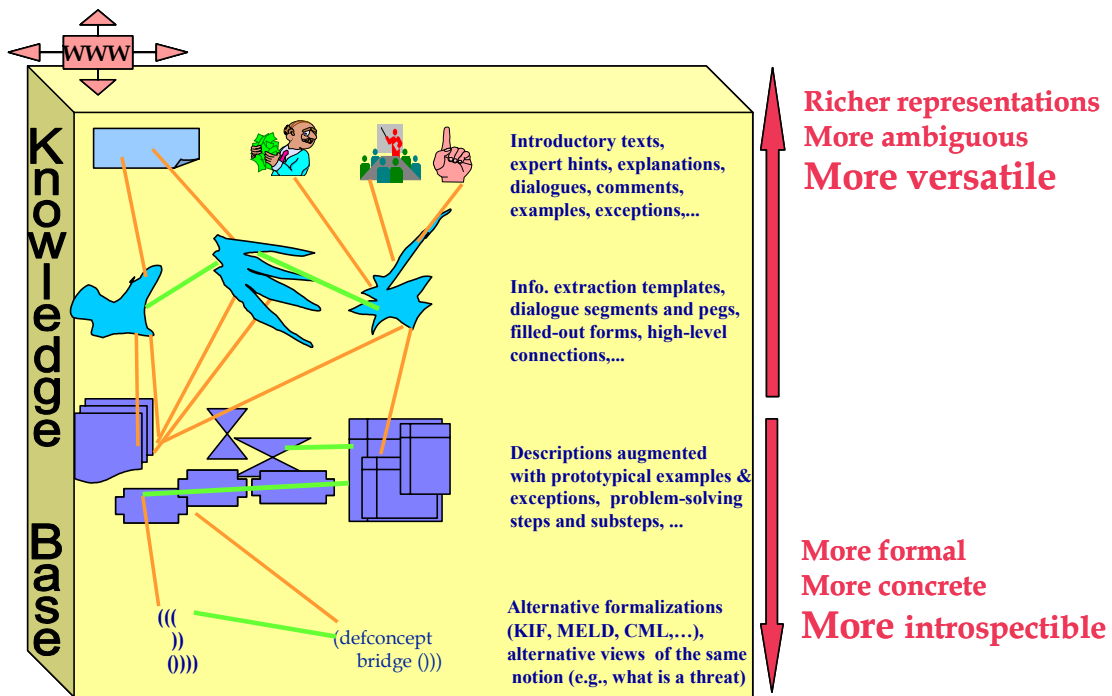 WWW
Knowledge Base
Introductory texts,
expert hints, explanations,
dialogues, comments,
examples, exceptions,...
Info. extraction templates,
dialogue segments and pegs,
filled-out forms, high-level
connections,...
Descriptions augmented
with prototypical examples &
exceptions, problem-solving
steps and substeps, ...
Alternative formalizations
(KIF, MELD, CML,…),
alternative views of the same
notion (e.g., what is a threat)
(((
))
())))
(defconcept
bridge ()))
Richer representations
More ambiguous
More versatile
More formal
More concrete
More introspectible